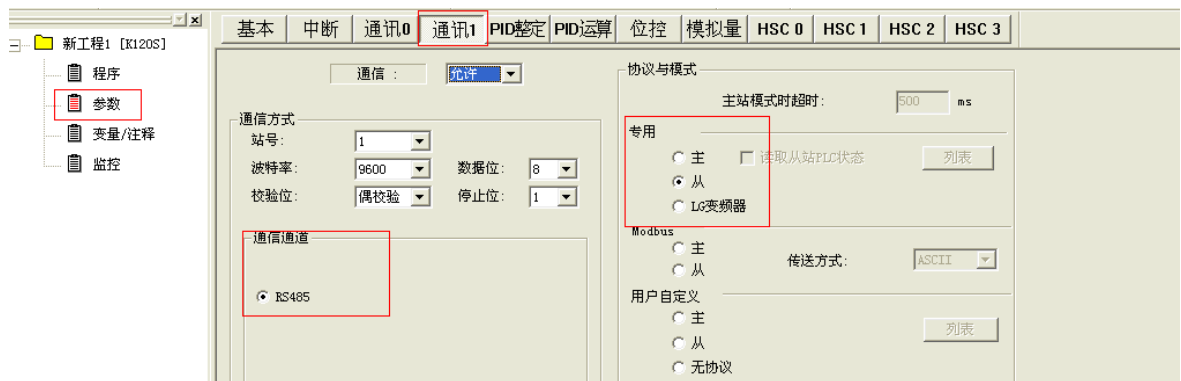 新工程1 [K120S]
程序
参数
变量/注释
监控
基本 中断 通讯0 通讯1 PID整定 PID运算 位控 模拟量 HSC 0 HSC 1 HSC 2 HSC 3
通信 : 允许
通信方式
站号: 1
波特率: 9600 数据位: 8
校验位: 偶校验 停止位: 1
通信通道
RS485
协议与模式
主站模式时超时: 500 ms
专用
主 读取从站PLC状态 列表
从
LG变频器
Modbus
主
传送方式: ASCII
从
用户自定义
主
列表
从
无协议